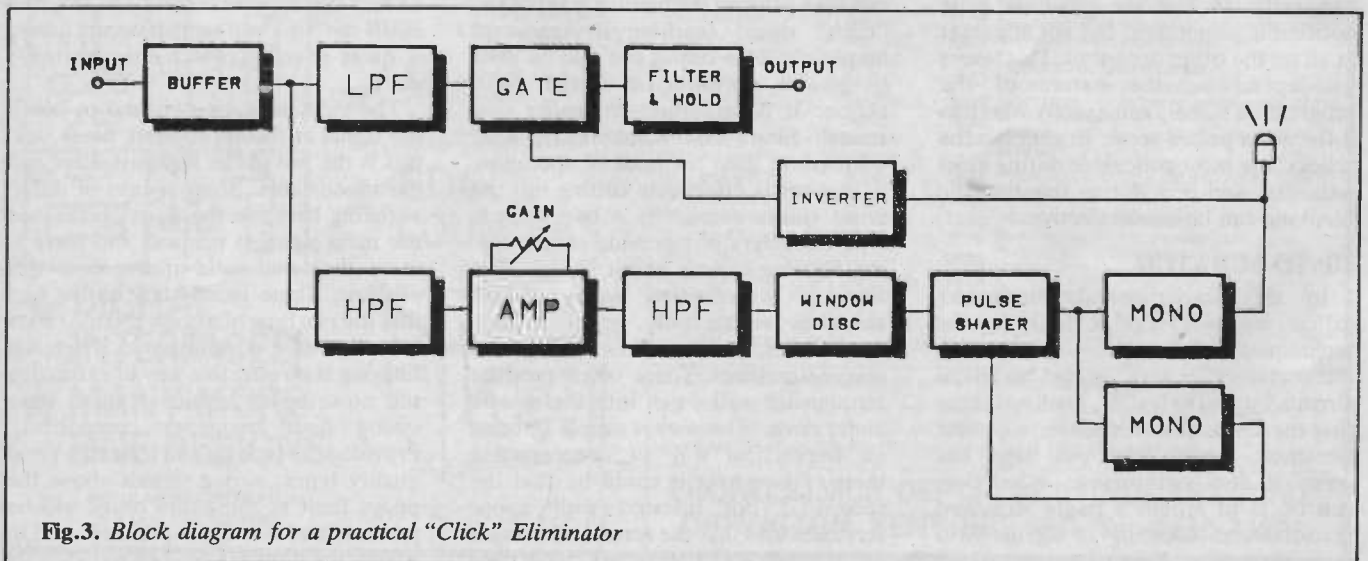 INPUT
BUFFER
LPF
GATE
FILTER
& HOLD
OUTPUT
INVERTER
GAIN
HPF
AMP
HPF
WINDOW
DISC
PULSE
SHAPER
MONO
MONO
Fig.3. Block diagram for a practical "Click" Eliminator